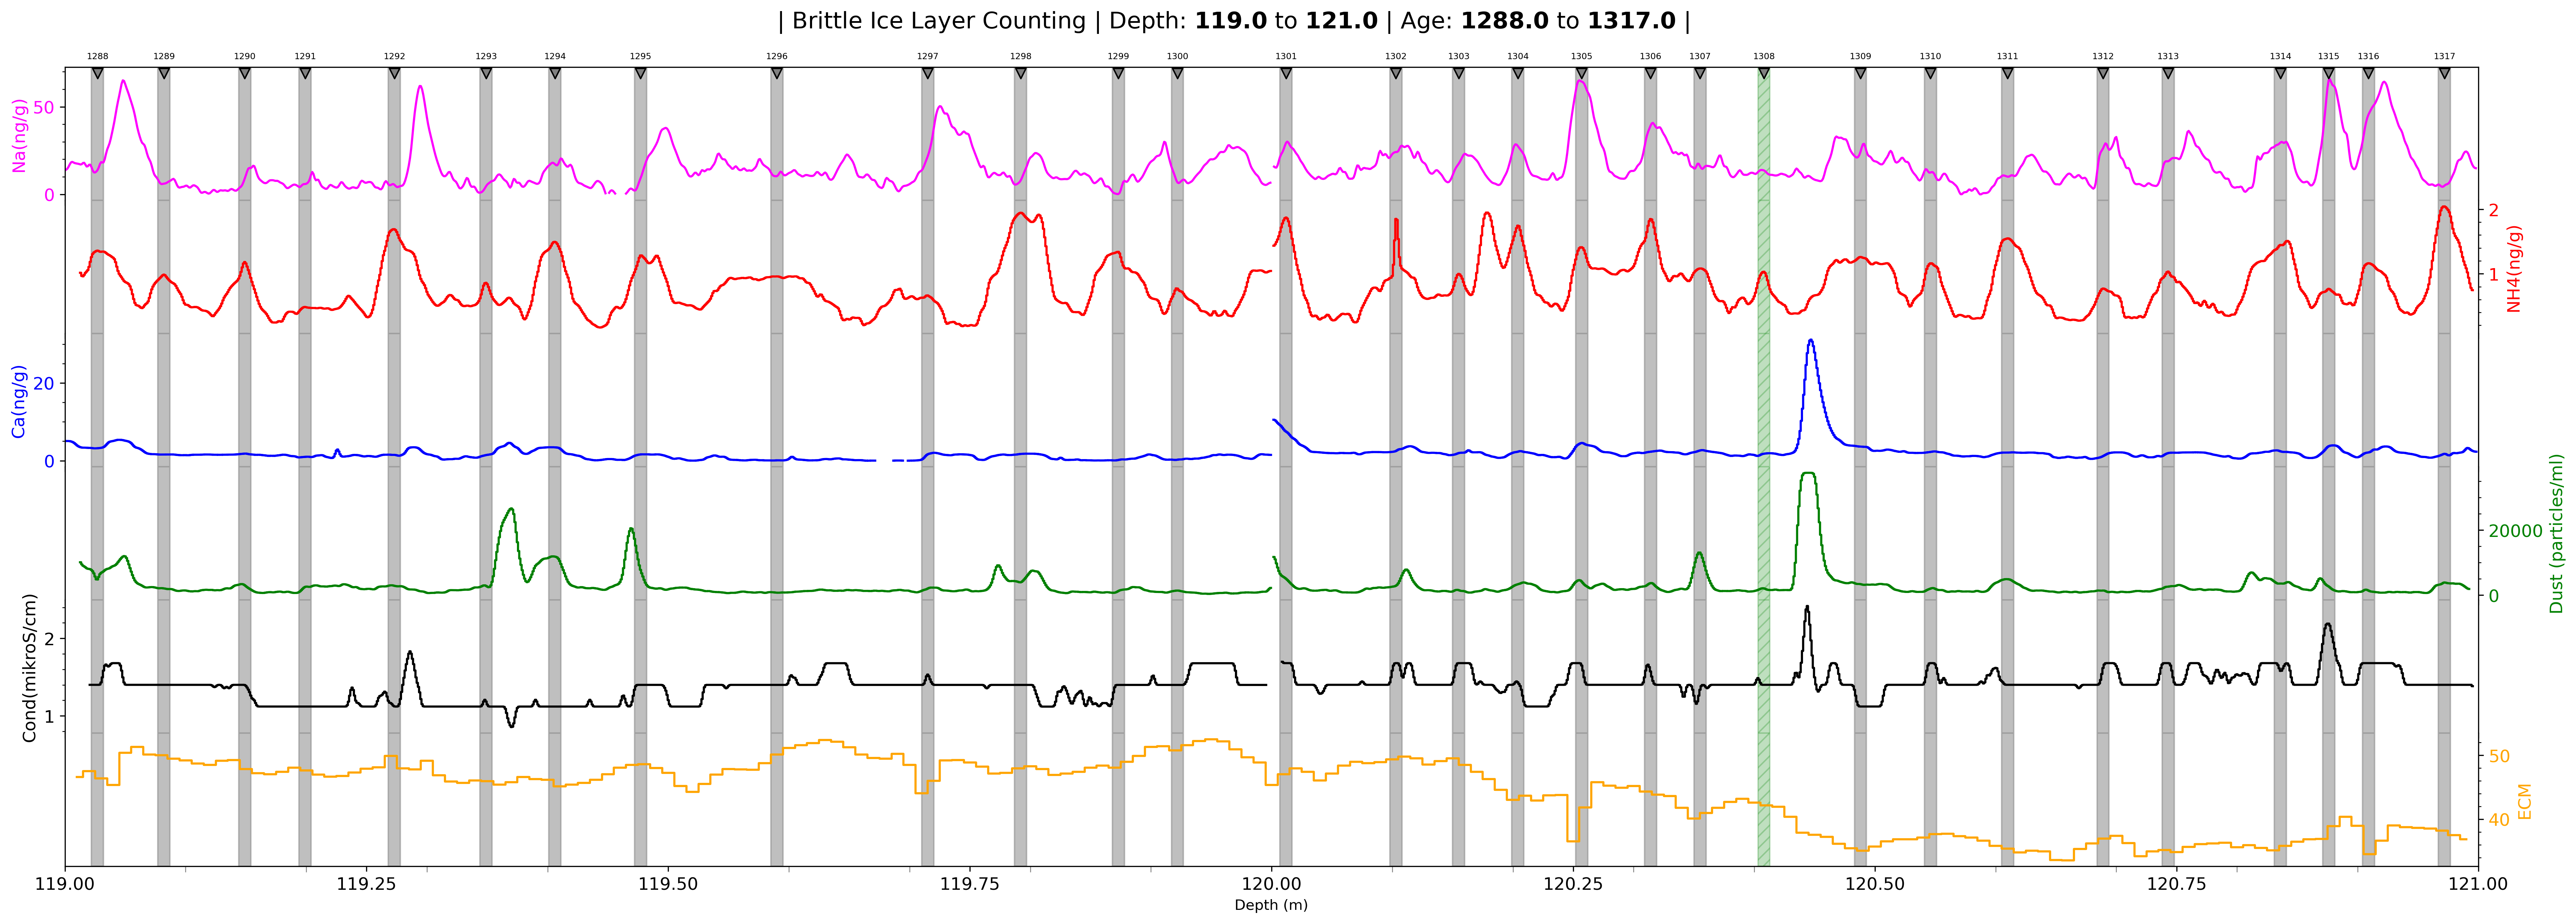 | Brittle Ice Layer Counting | Depth: 119.0 to 121.0 | Age: 1288.0 to 1317.0 |
1288 1289 1290 1291 1292 1293 1294 1295 1296 1297 1298 1299 1300 1301 1302 1303 1304 1305 1306 1307 1308 1309 1310 1311 1312 1313 1314 1315 1316 1317
Na(ng/g)
50
0
2
1
NH4(ng/g)
Ca(ng/g)
20
0
20000
0
Dust (particles/ml)
Cond(mikroS/cm)
2
1
50
40
ECM
119.00 119.25 119.50 119.75 120.00 120.25 120.50 120.75 121.00
Depth (m)